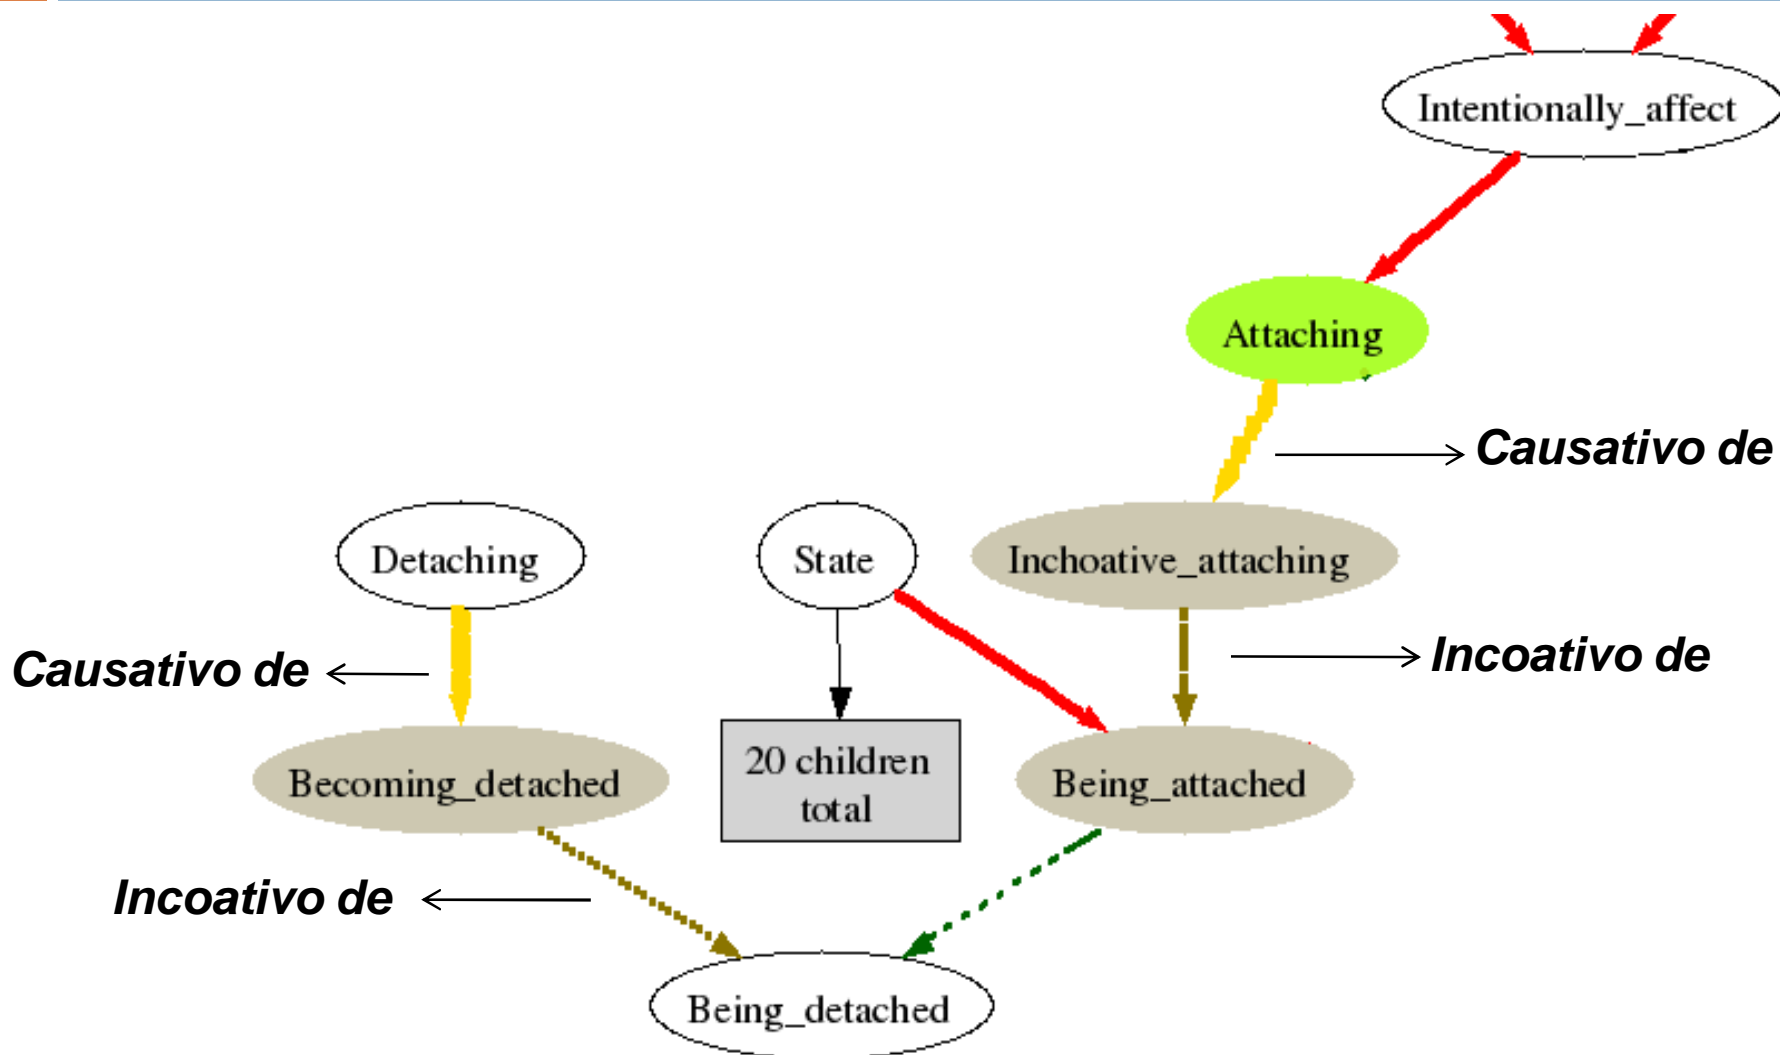 Intentionally_affect
Attaching
Causativo de
Detaching
State
Inchoative_attaching
Causativo de
Incoativo de
Becoming_detached
20 children
total
Being_attached
Incoativo de
Being_detached